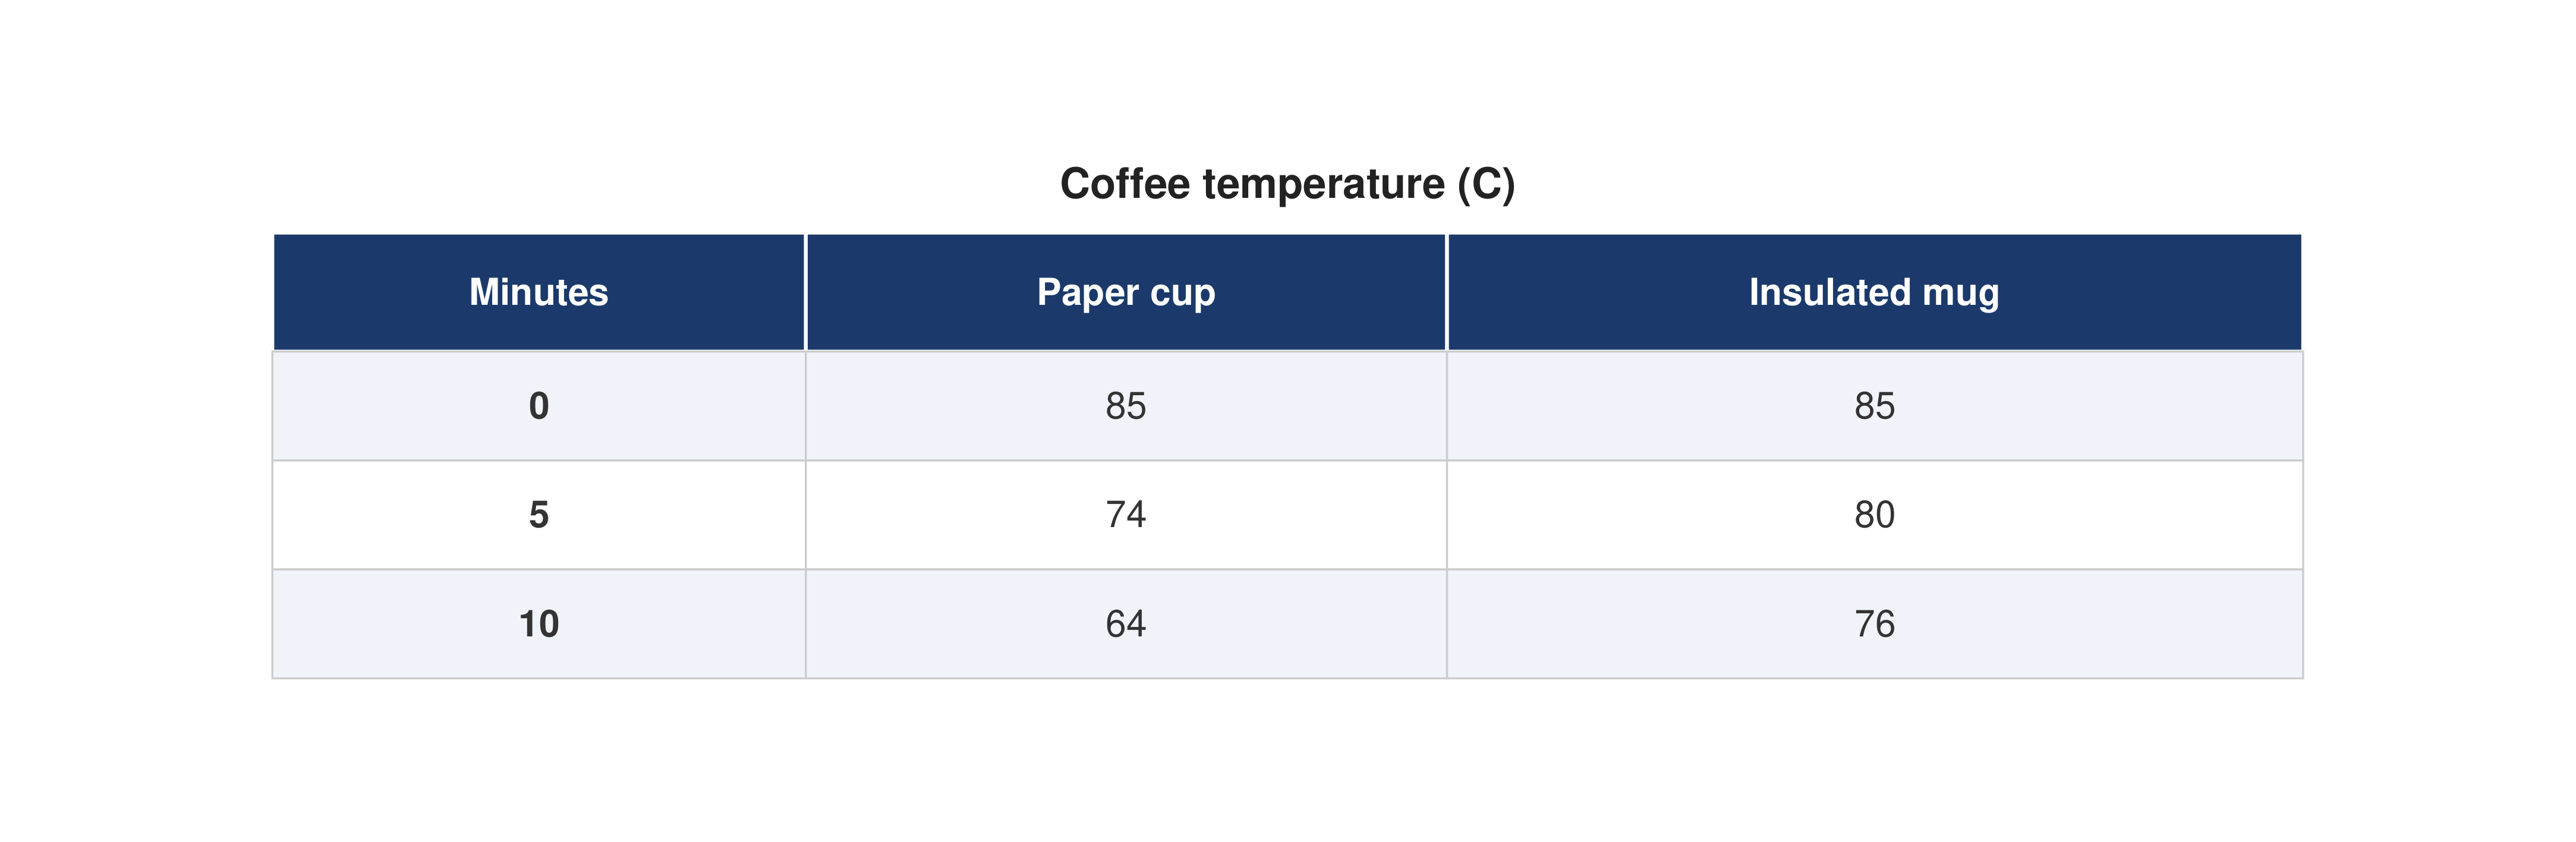 Coffee temperature (C)
Minutes Paper cup Insulated mug
0 85 85
5 74 80
10 64 76